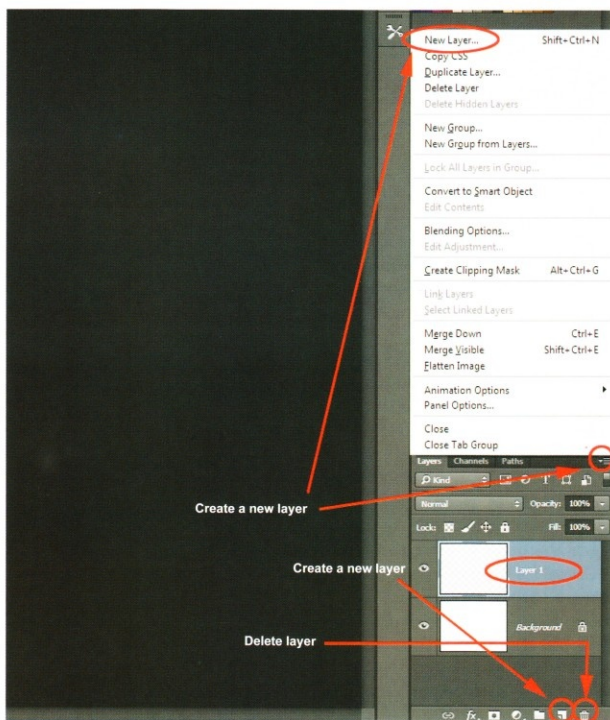 New Layer... Shift+Ctrl+N
Copy CSS
Duplicate Layer...
Delete Layer
Delete Hidden Layers
New Group...
New Group from Layers...
Lock All Layers in Group...
Convert to Smart Object
Edit Contents
Blending Options...
Edit Adjustment...
Create Clipping Mask Alt+Ctrl+G
Link Layers
Select Linked Layers
Merge Down Ctrl+E
Merge Visible Shift+Ctrl+E
Flatten Image
Animation Options
Panel Options...
Close
Close Tab Group
Layers Channels Paths
Kind T
Normal Opacity: 100%
Create a new layer
Lock: Fill: 100%
Create a new layer
Layer 1
Background
Delete layer
fx